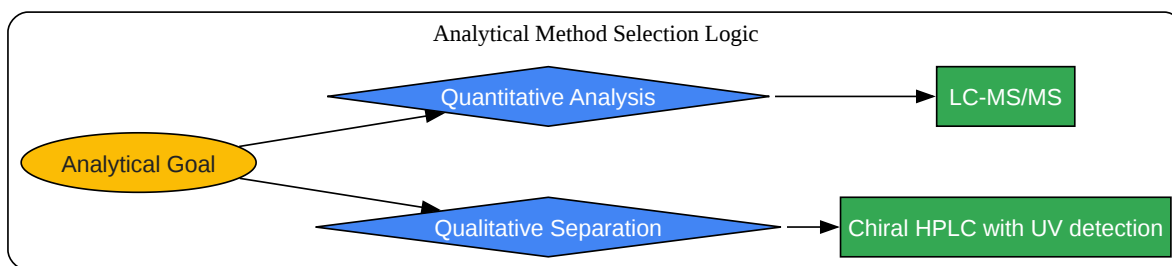 Analytical Method Selection Logic
Quantitative Analysis
LC-MS/MS
Analytical Goal
Qualitative Separation
Chiral HPLC with UV detection